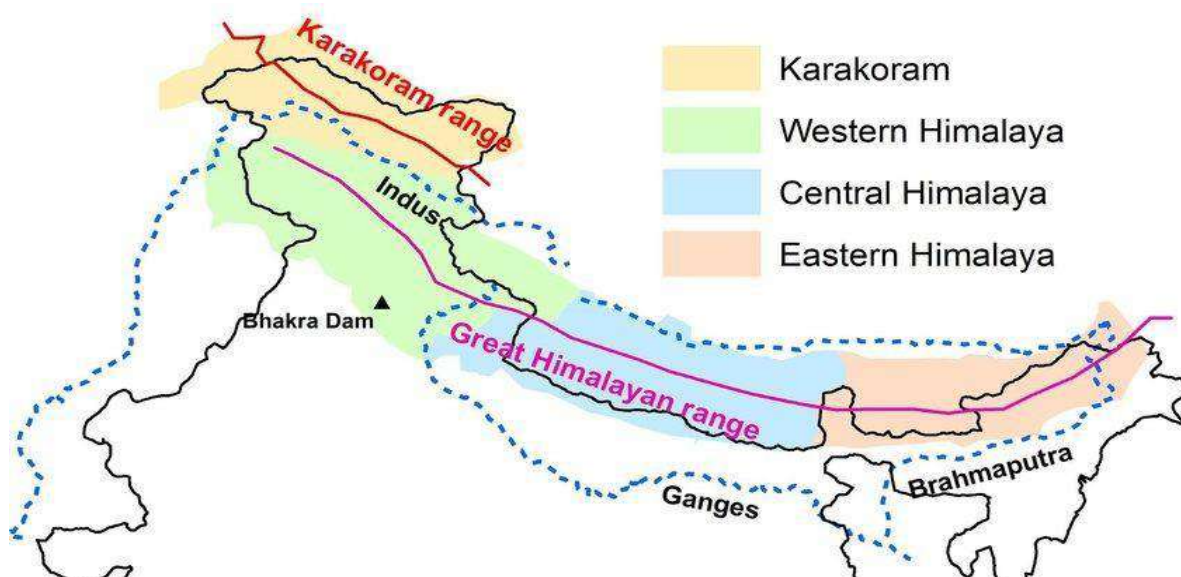 Karakoram range
Karakoram
Western Himalaya
Central Himalaya
Eastern Himalaya
Indus
Bhakra Dam
Great Himalayan range
Ganges
Brahmaputra